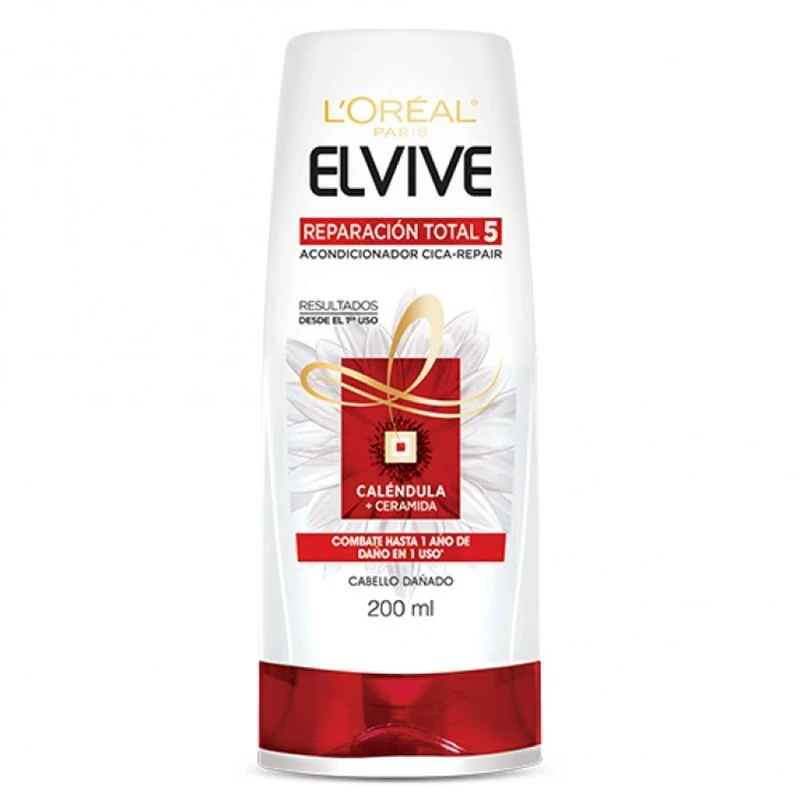 L'ORÉAL®
PARIS
ELVIVE
REPARACIÓN TOTAL 5
ACONDICIONADOR CICA-REPAIR
RESULTADOS
DESDE EL 1ER USO
CALÉNDULA
+ CERAMIDA
COMBATE HASTA 1 AÑO DE
DAÑO EN 1 USO*
CABELLO DAÑADO
200 ml